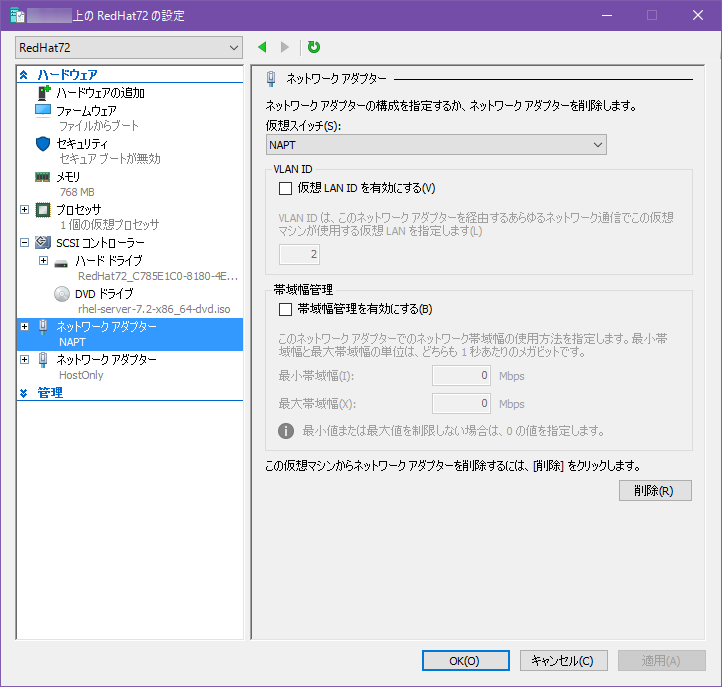 上の RedHat72 の設定
RedHat72
ハードウェア
ハードウェアの追加
ファームウェア
ファイルからブート
セキュリティ
セキュア ブートが無効
メモリ
768 MB
プロセッサ
1 個の仮想プロセッサ
SCSI コントローラー
ハード ドライブ
RedHat72_C785E1C0-8180-4E...
DVD ドライブ
rhel-server-7.2-x86_64-dvd.iso
ネットワーク アダプター
NAPT
ネットワーク アダプター
HostOnly
管理
ネットワーク アダプター
ネットワーク アダプターの構成を指定するか、ネットワーク アダプターを削除します。
仮想スイッチ(S):
NAPT
VLAN ID
仮想 LAN ID を有効にする(V)
VLAN ID は、このネットワーク アダプターを経由するあらゆるネットワーク通信でこの仮想
マシンが使用する仮想 LAN を指定します(L)
2
帯域幅管理
帯域幅管理を有効にする(B)
このネットワーク アダプターでのネットワーク帯域幅の使用方法を指定します。最小帯
域幅と最大帯域幅の単位は、どちらも 1 秒あたりのメガビットです。
最小帯域幅(I): 0 Mbps
最大帯域幅(X): 0 Mbps
最小値または最大値を制限しない場合は、0 の値を指定します。
この仮想マシンからネットワーク アダプターを削除するには、[削除] をクリックします。
削除(R)
OK(O) キャンセル(C) 適用(A)